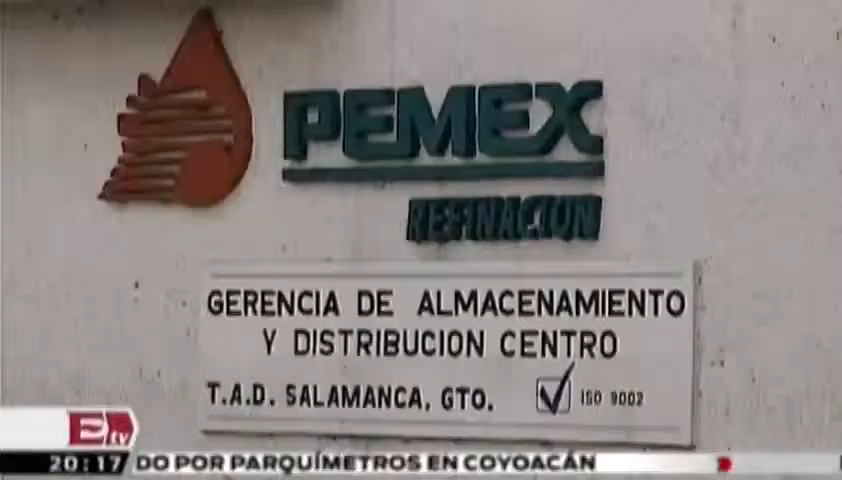 PEMEX
REFINACION
GERENCIA DE ALMACENAMIENTO
Y DISTRIBUCION CENTRO
T.A.D. SALAMANCA, GTO. ISO 9002
tv
20:17 DO POR PARQUÍMETROS EN COYOACÁN